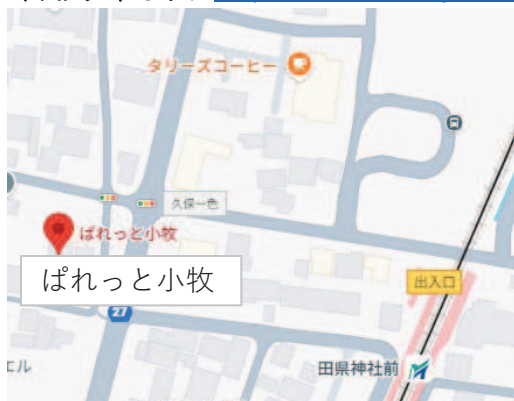 タリーズコーヒー
久保一色
ぱれっと小牧
ぱれっと小牧
出入口
27
エル
田県神社前